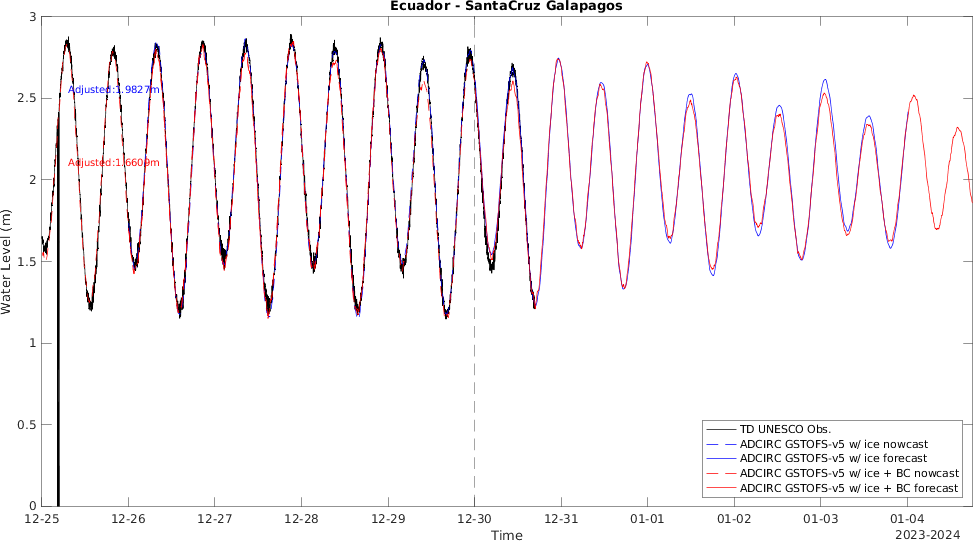 Ecuador - SantaCruz Galapagos
Water Level (m)
3
2.5
2
1.5
1
0.5
0
Adjusted:1.9827m
Adjusted:1.6609m
TD UNESCO Obs.
ADCIRC GSTOFS-v5 w/ ice nowcast
ADCIRC GSTOFS-v5 w/ ice forecast
ADCIRC GSTOFS-v5 w/ ice + BC nowcast
ADCIRC GSTOFS-v5 w/ ice + BC forecast
12-25 12-26 12-27 12-28 12-29 12-30 12-31 01-01 01-02 01-03 01-04
Time
2023-2024